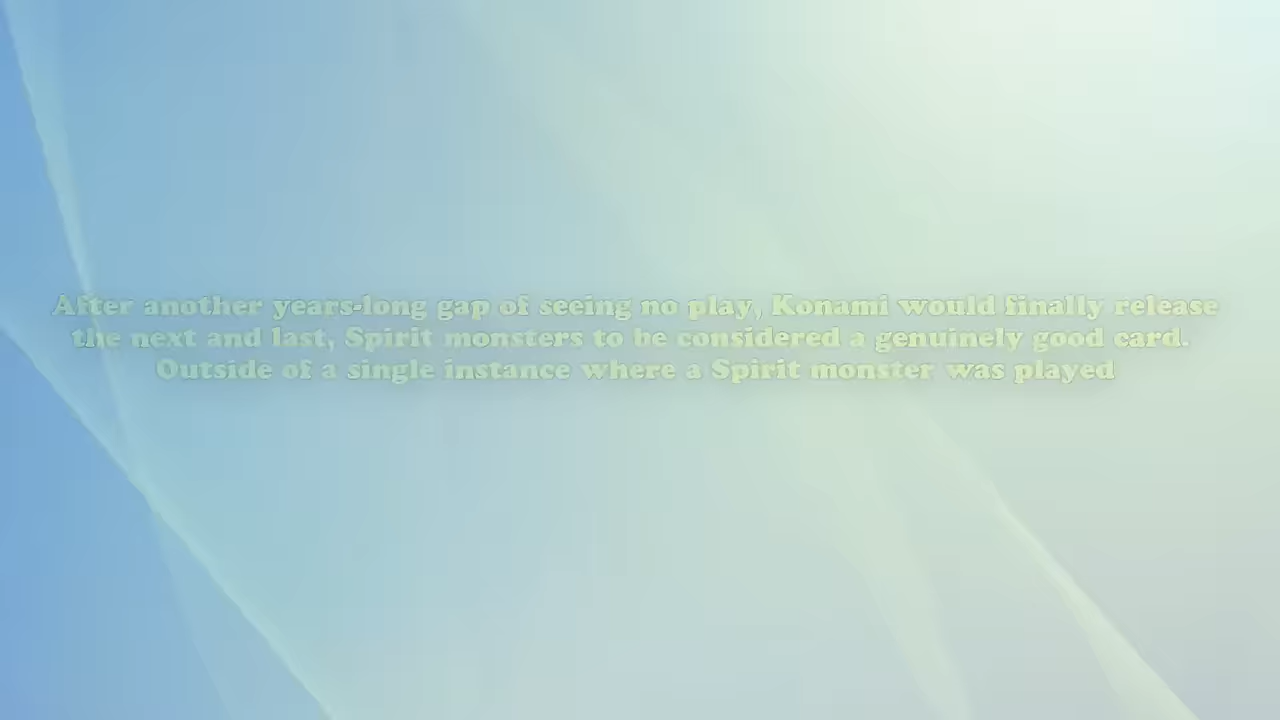 After another years-long gap of seeing no play, Konami would finally release
the next and last, Spirit monsters to be considered a genuinely good card.
Outside of a single instance where a Spirit monster was played